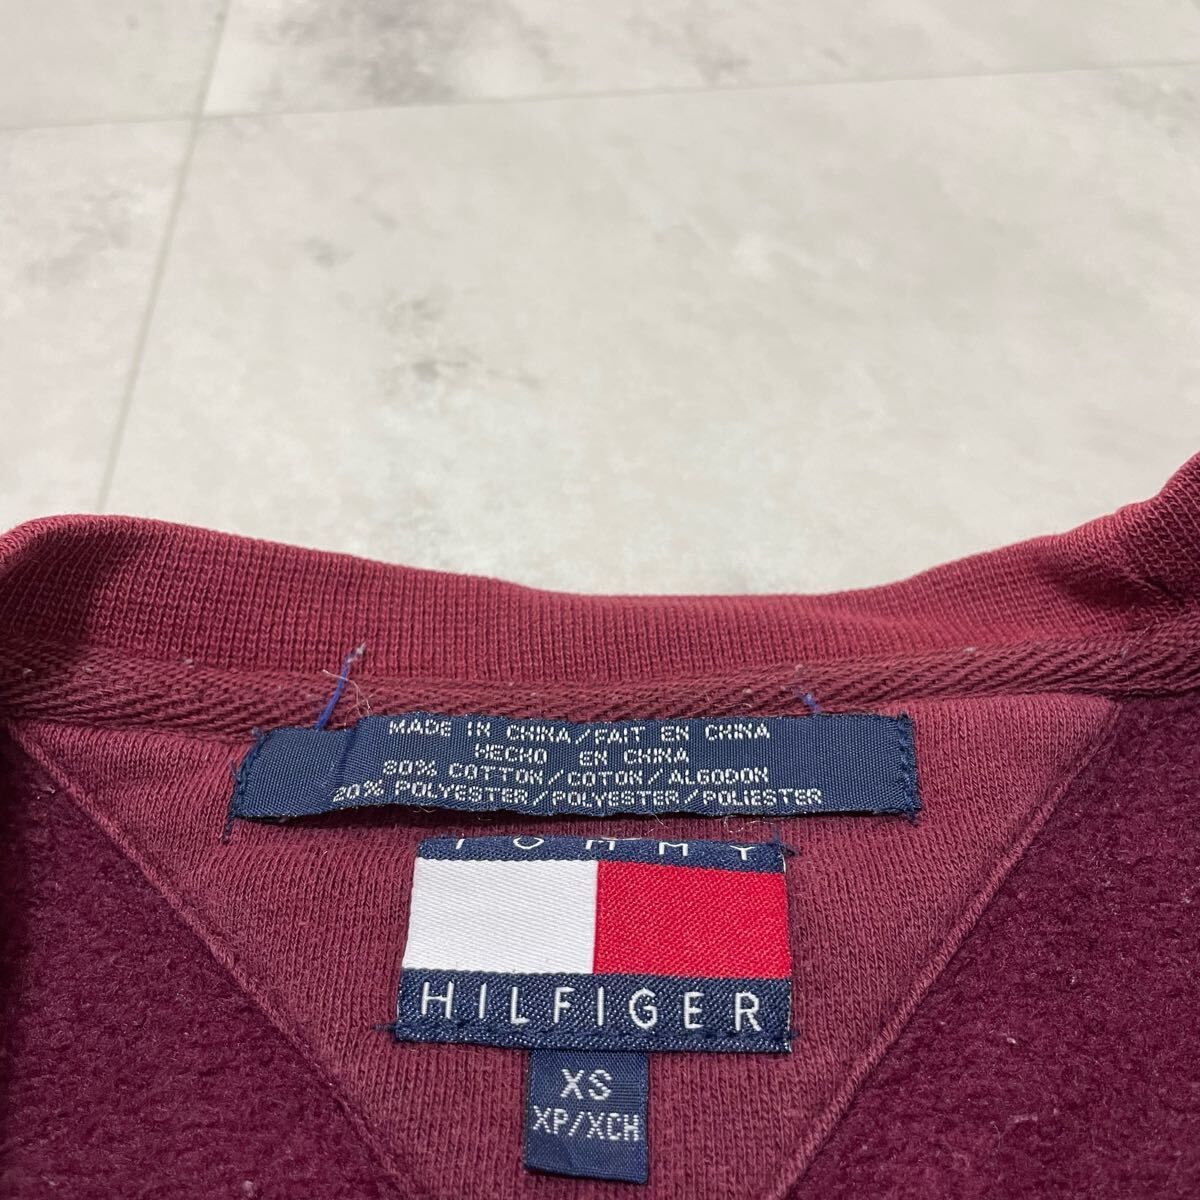 MADE IN CHINA/FAIT EN CHINA
HECHO EN CHINA
80% COTTON/COTON/ALGODON
20% POLYESTER/POLYESTER/POLIESTER
TOMMY
HILFIGER
XS
XP/XCH